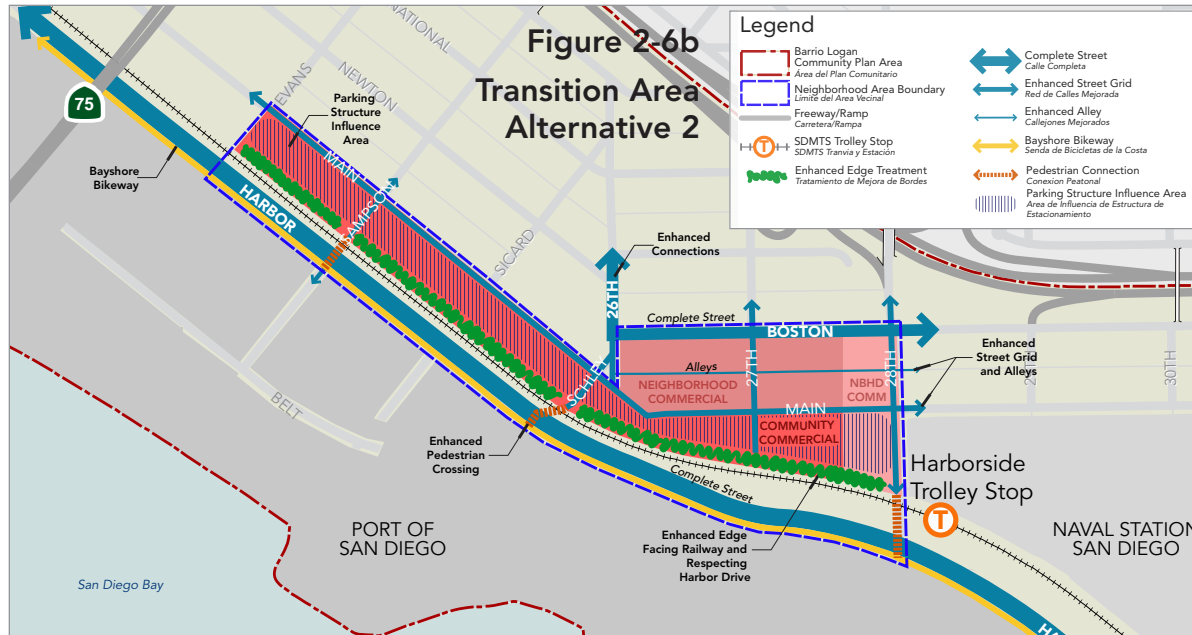 Figure 2-6b
Transition Area
Alternative 2
Legend
Barrio Logan
Community Plan Area
Área del Plan Comunitario
Neighborhood Area Boundary
Limite del Area Vecinal
Freeway/Ramp
Carretera/Rampa
T
SDMTS Trolley Stop
SDMTS Tranvia y Estación
Enhanced Edge Treatment
Tratamiento de Mejora de Bordes
Complete Street
Calle Completa
Enhanced Street Grid
Red de Calles Mejorada
Enhanced Alley
Callejones Mejorados
Bayshore Bikeway
Senda de Bicicletas de la Costa
Pedestrian Connection
Conexion Peatonal
Parking Structure Influence Area
Area de Influencia de Estructura de
Estacionamiento
NATIONAL
EVANS
NEWTON
75
Parking
Structure
Influence
Area
Bayshore
Bikeway
MAIN
HARBOR
SAMPSON
SICARD
Enhanced
Connections
26TH
Complete Street
BOSTON
Alleys
27TH
28TH
29TH
30TH
Enhanced
Street Grid
and Alleys
NEIGHBORHOOD
COMMERCIAL
NBHD
COMM
SCHLEY
MAIN
COMMUNITY
COMMERCIAL
BELT
Enhanced
Pedestrian
Crossing
Complete Street
Harborside
Trolley Stop
T
PORT OF
SAN DIEGO
Enhanced Edge
Facing Railway and
Respecting
Harbor Drive
NAVAL STATION
SAN DIEGO
San Diego Bay
HA